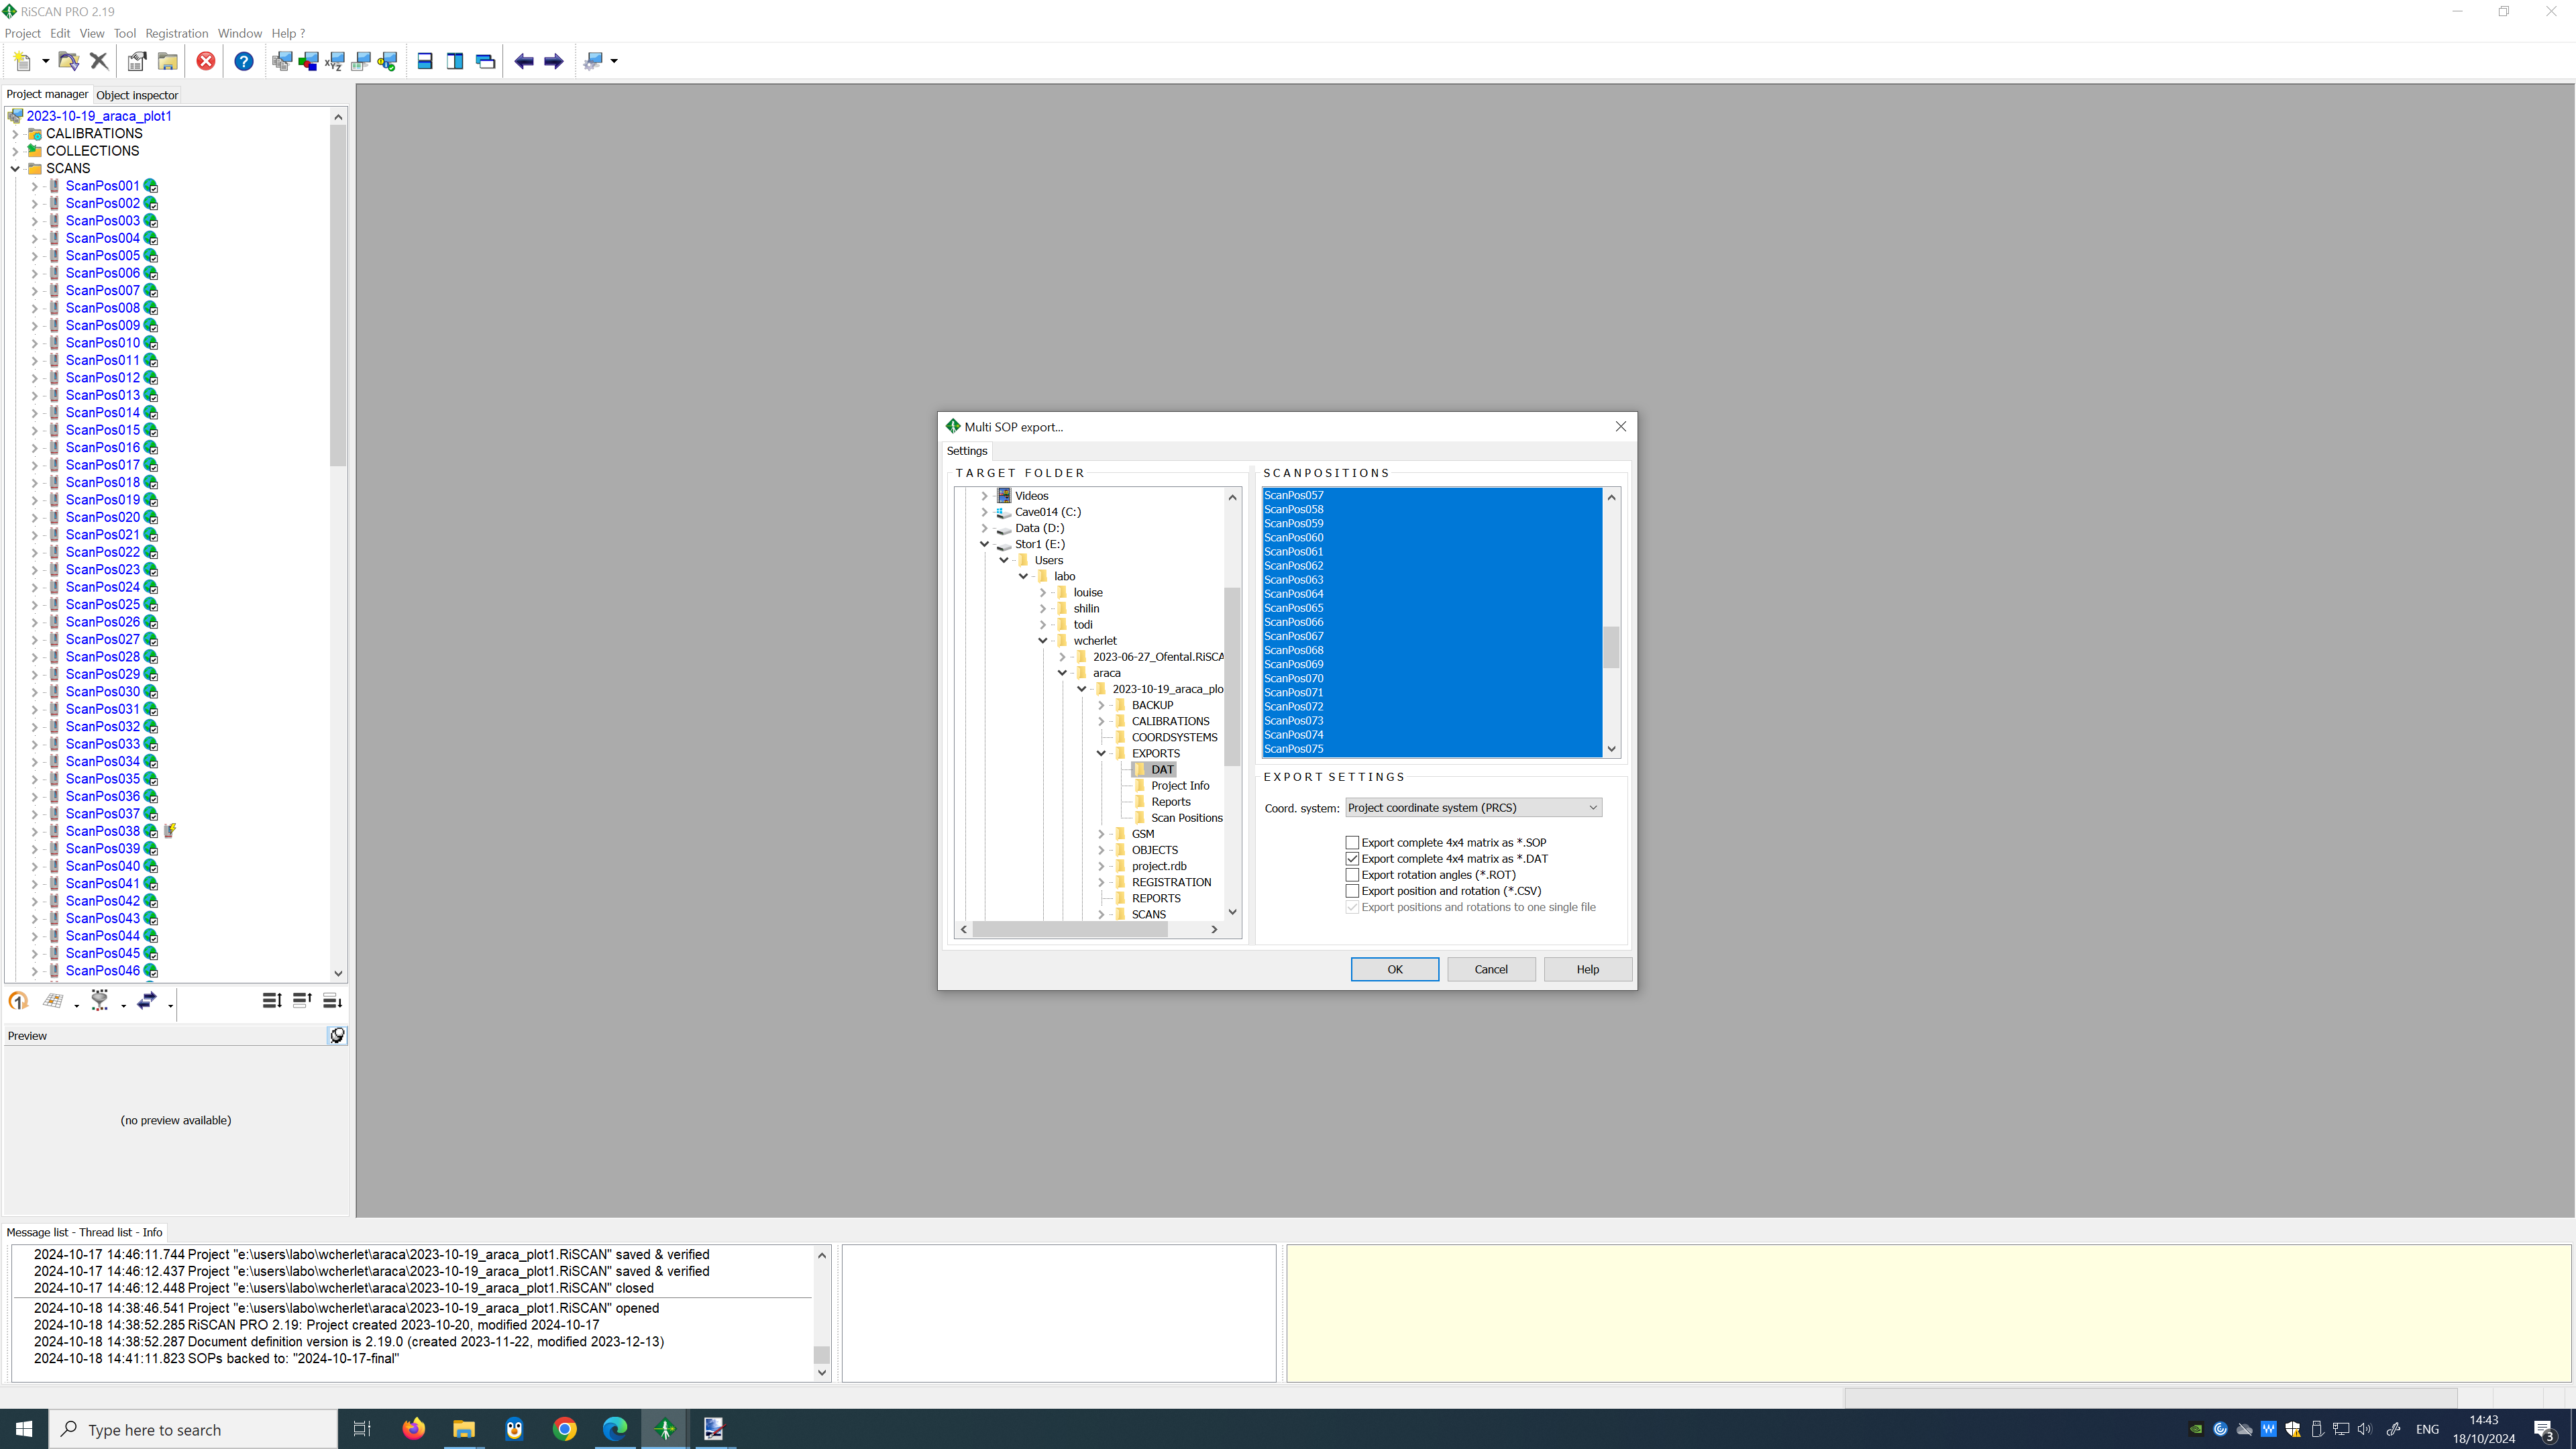 RiSCAN PRO 2.19
Project Edit View Tool Registration Window Help ?
Project manager Object inspector
2023-10-19_araca_plot1
CALIBRATIONS
COLLECTIONS
SCANS
ScanPos001
ScanPos002
ScanPos003
ScanPos004
ScanPos005
ScanPos006
ScanPos007
ScanPos008
ScanPos009
ScanPos010
ScanPos011
ScanPos012
ScanPos013
ScanPos014
ScanPos015
ScanPos016
ScanPos017
ScanPos018
ScanPos019
ScanPos020
ScanPos021
ScanPos022
ScanPos023
ScanPos024
ScanPos025
ScanPos026
ScanPos027
ScanPos028
ScanPos029
ScanPos030
ScanPos031
ScanPos032
ScanPos033
ScanPos034
ScanPos035
ScanPos036
ScanPos037
ScanPos038
ScanPos039
ScanPos040
ScanPos041
ScanPos042
ScanPos043
ScanPos044
ScanPos045
ScanPos046
Preview
(no preview available)
Multi SOP export...
Settings
TARGET FOLDER
Videos
Cave014 (C:)
Data (D:)
Stor1 (E:)
Users
labo
louise
shilin
todi
wcherlet
2023-06-27_Ofental.RiSCA
araca
2023-10-19_araca_plo
BACKUP
CALIBRATIONS
COORDSYSTEMS
EXPORTS
DAT
Project Info
Reports
Scan Positions
GSM
OBJECTS
project.rdb
REGISTRATION
REPORTS
SCANS
SCANPOSITIONS
ScanPos057
ScanPos058
ScanPos059
ScanPos060
ScanPos061
ScanPos062
ScanPos063
ScanPos064
ScanPos065
ScanPos066
ScanPos067
ScanPos068
ScanPos069
ScanPos070
ScanPos071
ScanPos072
ScanPos073
ScanPos074
ScanPos075
EXPORT SETTINGS
Coord. system: Project coordinate system (PRCS)
Export complete 4x4 matrix as *.SOP
Export complete 4x4 matrix as *.DAT
Export rotation angles (*.ROT)
Export position and rotation (*.CSV)
Export positions and rotations to one single file
OK Cancel Help
Message list - Thread list - Info
2024-10-17 14:46:11.744 Project "e:\users\labo\wcherlet\araca\2023-10-19_araca_plot1.RiSCAN" saved & verified
2024-10-17 14:46:12.437 Project "e:\users\labo\wcherlet\araca\2023-10-19_araca_plot1.RiSCAN" saved & verified
2024-10-17 14:46:12.448 Project "e:\users\labo\wcherlet\araca\2023-10-19_araca_plot1.RiSCAN" closed
2024-10-18 14:38:46.541 Project "e:\users\labo\wcherlet\araca\2023-10-19_araca_plot1.RiSCAN" opened
2024-10-18 14:38:52.285 RiSCAN PRO 2.19: Project created 2023-10-20, modified 2024-10-17
2024-10-18 14:38:52.287 Document definition version is 2.19.0 (created 2023-11-22, modified 2023-12-13)
2024-10-18 14:41:11.823 SOPs backed to: "2024-10-17-final"
Type here to search
ENG
14:43
18/10/2024
3